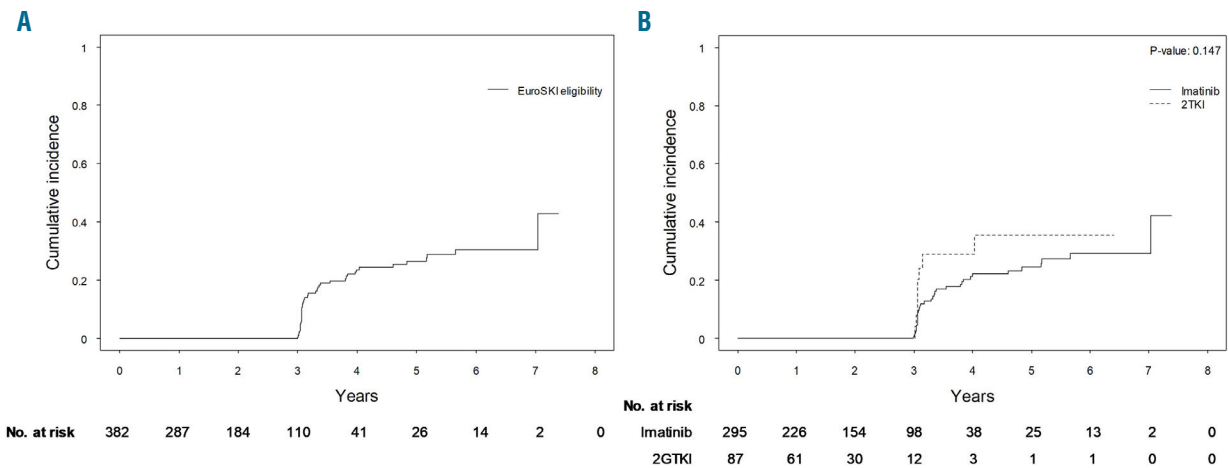 A
Cumulative incidence
1
0.8
0.6
0.4
0.2
0
EuroSKI eligibility
0 1 2 3 4 5 6 7 8
Years
No. at risk 382 287 184 110 41 26 14 2 0
B
Cumulative incidence
1
0.8
0.6
0.4
0.2
0
P-value: 0.147
Imatinib
2TKI
0 1 2 3 4 5 6 7 8
Years
No. at risk
Imatinib 295 226 154 98 38 25 13 2 0
2GTKI 87 61 30 12 3 1 1 0 0